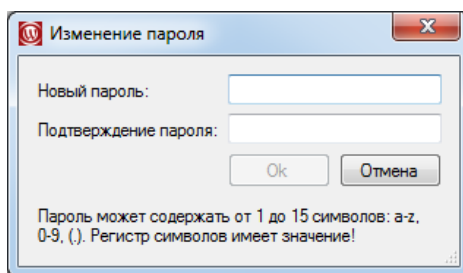 Изменение пароля
Новый пароль:
Подтверждение пароля:
Ok Отмена
Пароль может содержать от 1 до 15 символов: a-z,
0-9, (.). Регистр символов имеет значение!